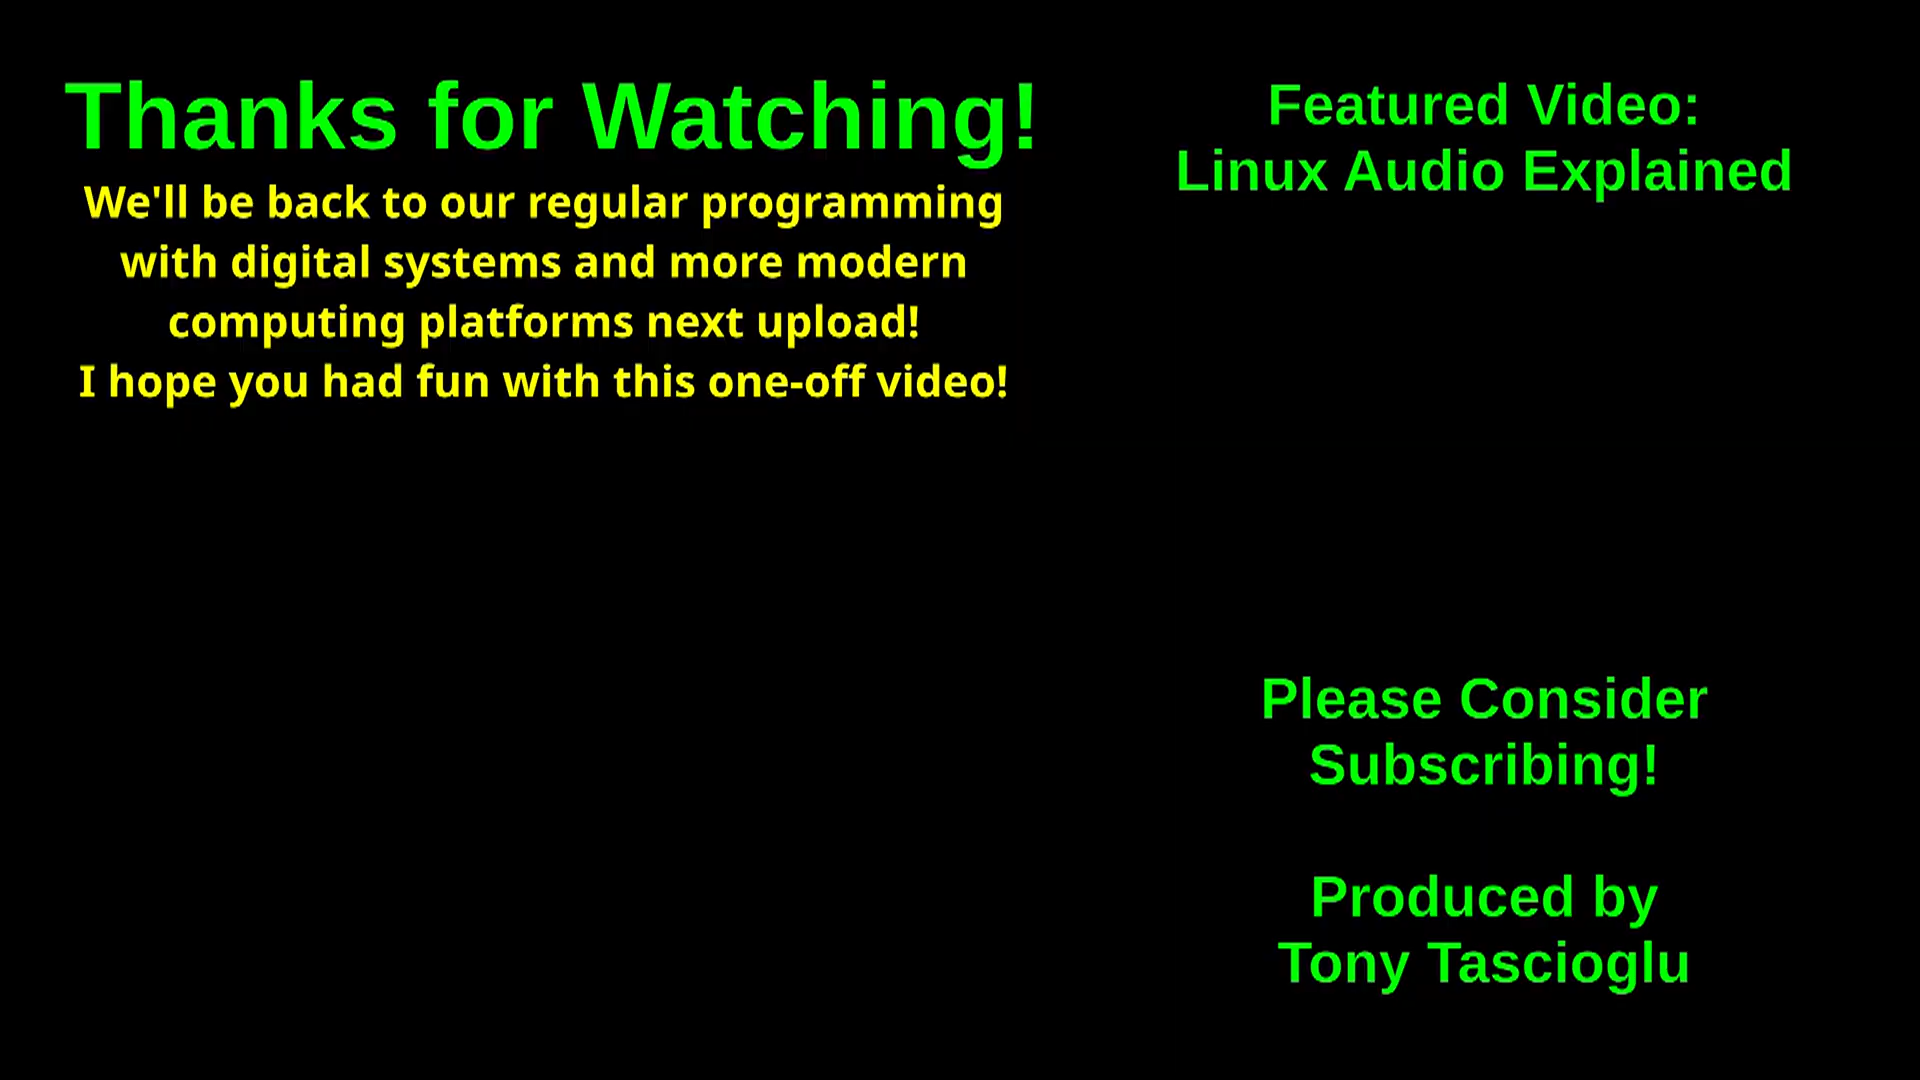 Thanks for Watching!
We'll be back to our regular programming
with digital systems and more modern
computing platforms next upload!
I hope you had fun with this one-off video!
Featured Video:
Linux Audio Explained
Please Consider
Subscribing!
Produced by
Tony Tascioglu